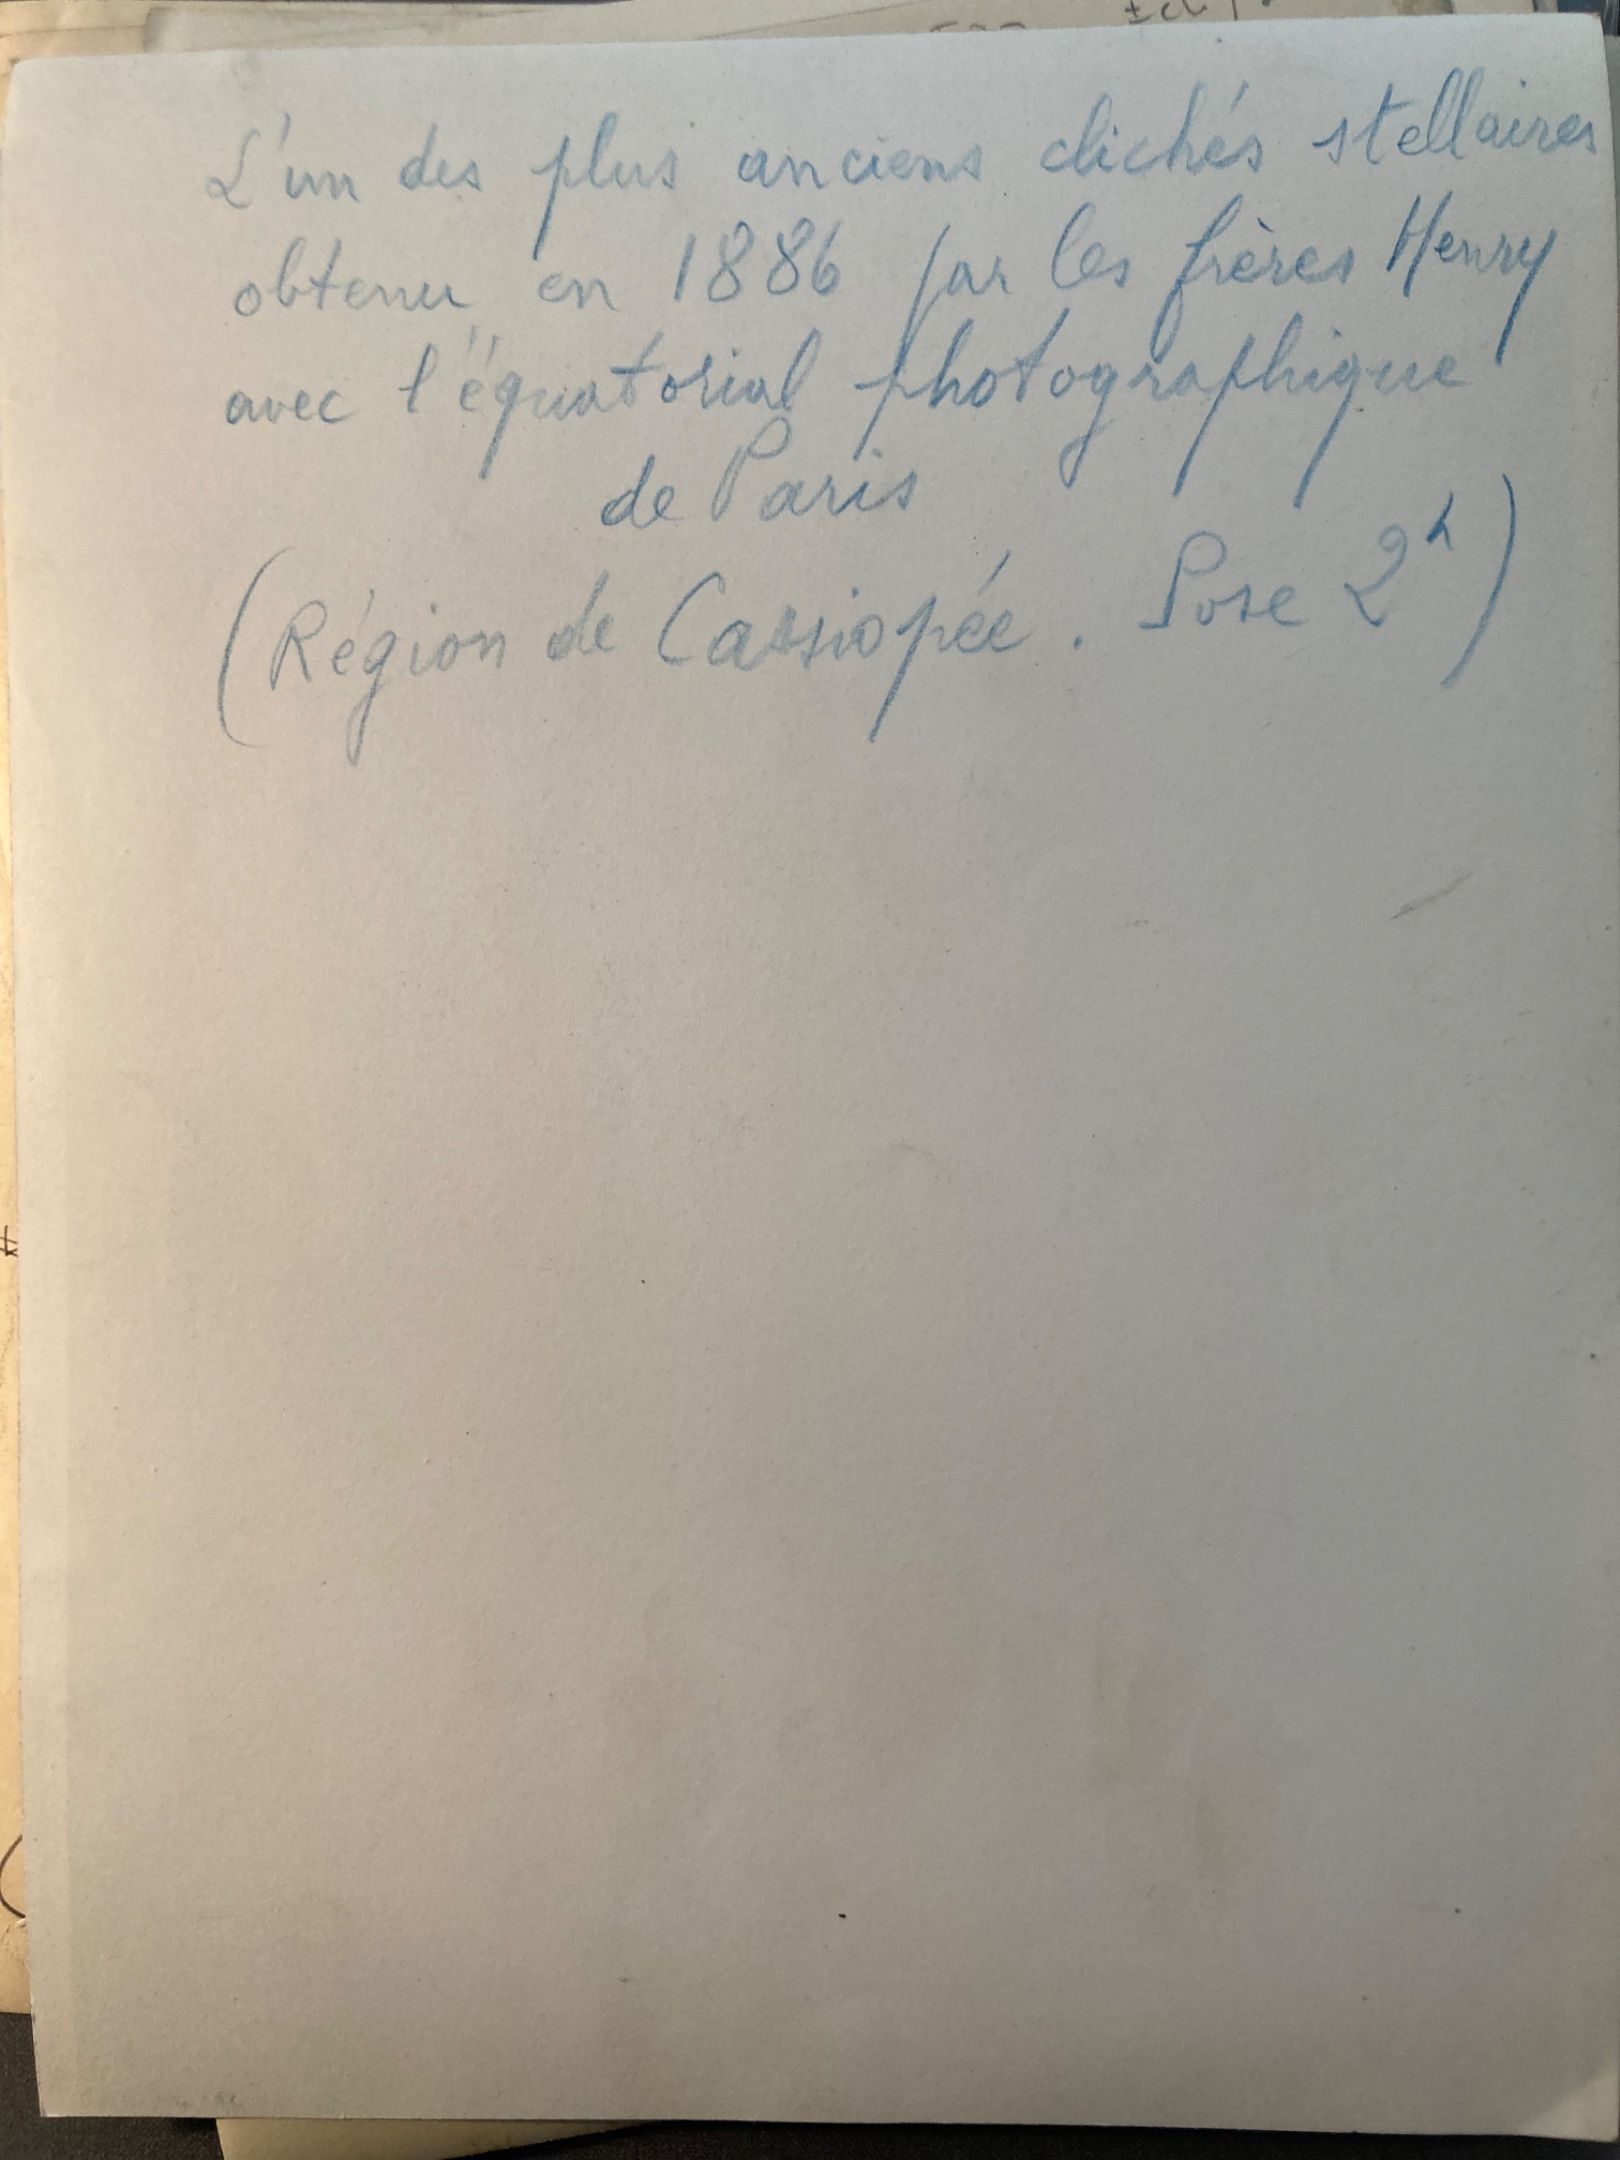 L'un des plus anciens clichés stellaires
obtenu en 1886 par les frères Henry
avec l'équatorial photographique
de Paris
(Région de Cassiopée. Pose 2h)